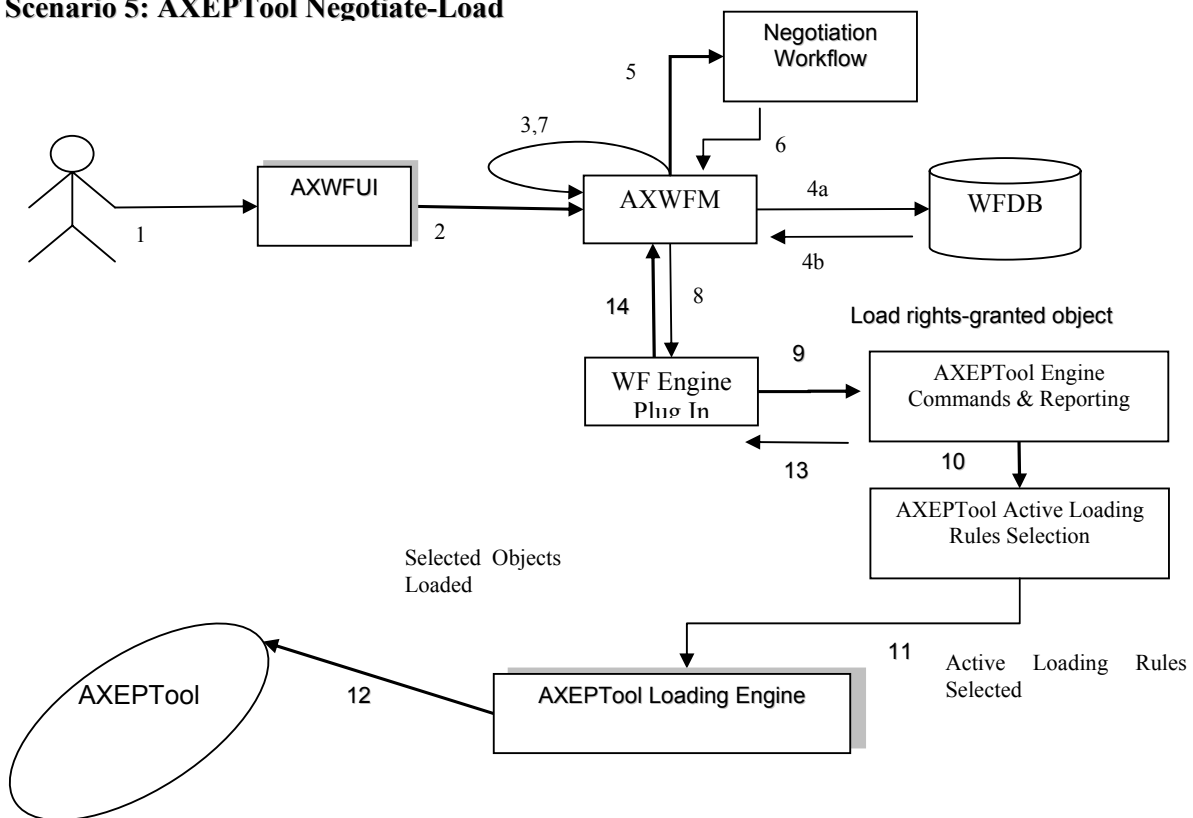 Scenario 5: AXEPTool Negotiate-Load
Negotiation
Workflow
5
3,7
6
AXWFUI
AXWFM
4a
WFDB
1
2
4b
14
8
Load rights-granted object
9
WF Engine
Plug In
AXEPTool Engine
Commands & Reporting
13
10
AXEPTool Active Loading
Rules Selection
Selected Objects
Loaded
11
Active Loading Rules
Selected
AXEPTool
12
AXEPTool Loading Engine